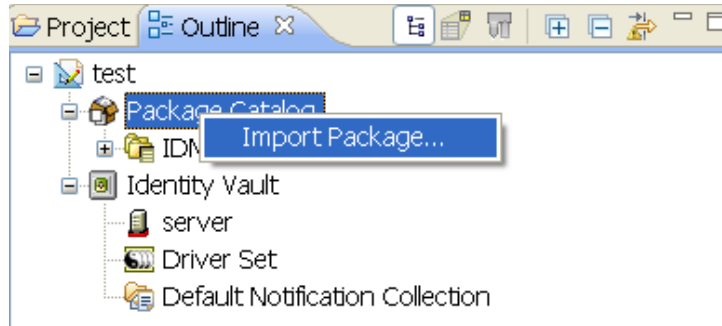 Project Outline
test
Package Catalog
Import Package...
IDM
Identity Vault
server
Driver Set
Default Notification Collection